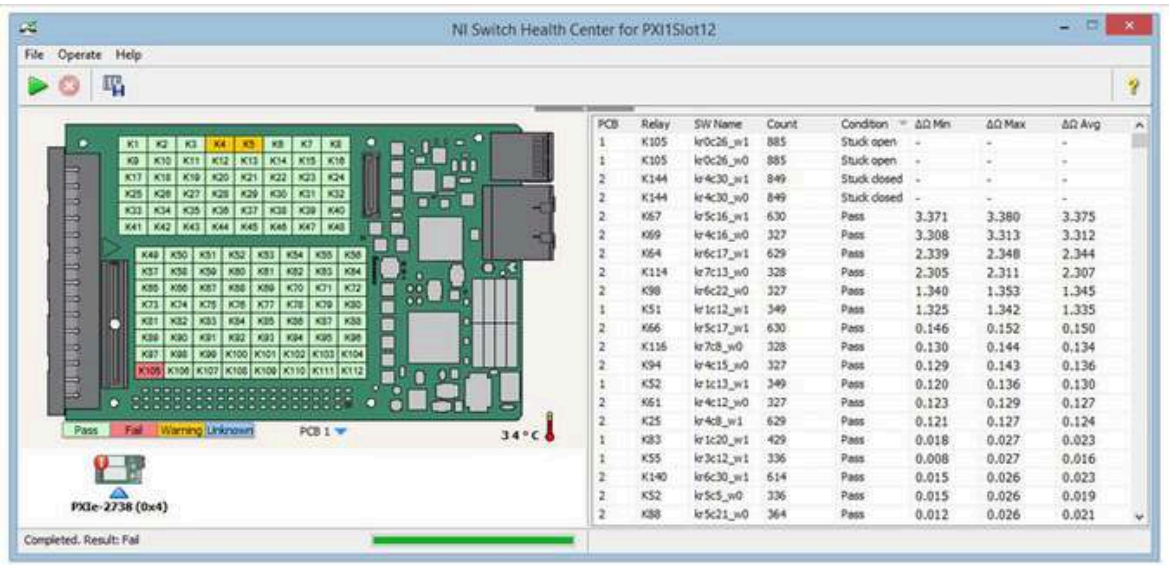 NI Switch Health Center for PXI1Slot12
File Operate Help
K1 K2 K3 K4 K5 K6 K7 K8
K9 K10 K11 K12 K13 K14 K15 K16
K17 K18 K19 K20 K21 K22 K23 K24
K25 K26 K27 K28 K29 K30 K31 K32
K33 K34 K35 K36 K37 K38 K39 K40
K41 K42 K43 K44 K45 K46 K47 K48
K49 K50 K51 K52 K53 K54 K55 K56
K57 K58 K59 K60 K61 K62 K63 K64
K65 K66 K67 K68 K69 K70 K71 K72
K73 K74 K75 K76 K77 K78 K79 K80
K81 K82 K83 K84 K85 K86 K87 K88
K89 K90 K91 K92 K93 K94 K95 K96
K97 K98 K99 K100 K101 K102 K103 K104
K105 K106 K107 K108 K109 K110 K111 K112
Pass Fail Warning Unknown PCB 1 34°C
PXIe-2738 (0x4)
PCB Relay SW Name Count Condition ΔΩ Min ΔΩ Max ΔΩ Avg
1 K105 kr0c26_w1 885 Stuck open - - -
1 K105 kr0c26_w0 885 Stuck open - - -
2 K144 kr4c30_w1 849 Stuck closed - - -
2 K144 kr4c30_w0 849 Stuck closed - - -
2 K67 kr5c16_w1 630 Pass 3.371 3.380 3.375
2 K69 kr4c16_w0 327 Pass 3.308 3.313 3.312
2 K64 kr6c17_w1 629 Pass 2.339 2.348 2.344
2 K114 kr7c13_w0 328 Pass 2.305 2.311 2.307
2 K98 kr6c22_w0 327 Pass 1.340 1.353 1.345
1 K51 kr1c12_w1 349 Pass 1.325 1.342 1.335
2 K66 kr5c17_w1 630 Pass 0.146 0.152 0.150
2 K116 kr7c8_w0 328 Pass 0.130 0.144 0.134
2 K94 kr4c15_w0 327 Pass 0.129 0.143 0.136
1 K52 kr1c13_w1 349 Pass 0.120 0.136 0.130
2 K61 kr4c12_w0 327 Pass 0.123 0.129 0.127
2 K25 kr4c8_w1 629 Pass 0.121 0.127 0.124
1 K83 kr1c20_w1 429 Pass 0.018 0.027 0.023
1 K55 kr3c12_w1 336 Pass 0.008 0.027 0.016
2 K140 kr6c30_w1 614 Pass 0.015 0.026 0.023
2 K52 kr5c5_w0 336 Pass 0.015 0.026 0.019
2 K88 kr5c21_w0 364 Pass 0.012 0.026 0.021
Completed. Result: Fail